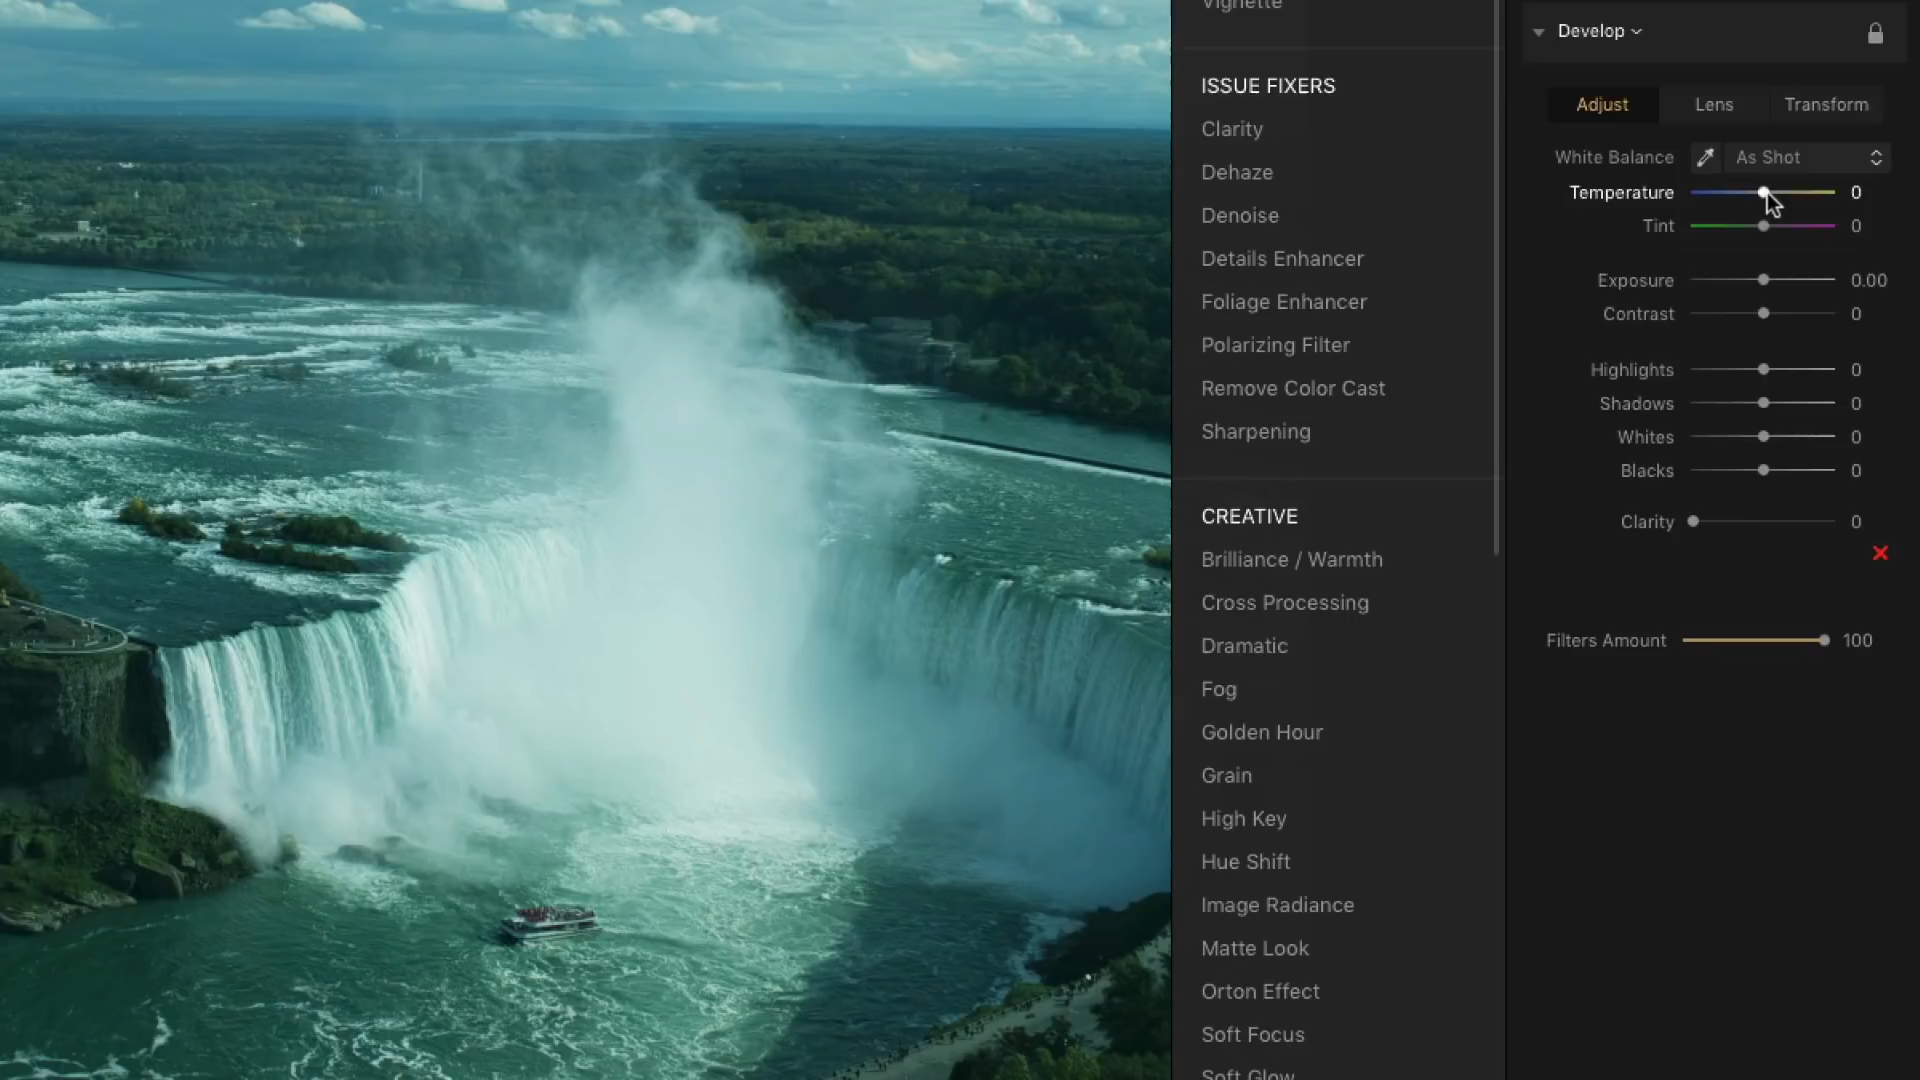 Vignette
ISSUE FIXERS
Clarity
Dehaze
Denoise
Details Enhancer
Foliage Enhancer
Polarizing Filter
Remove Color Cast
Sharpening
CREATIVE
Brilliance / Warmth
Cross Processing
Dramatic
Fog
Golden Hour
Grain
High Key
Hue Shift
Image Radiance
Matte Look
Orton Effect
Soft Focus
Soft Glow
Develop
Adjust Lens Transform
White Balance As Shot
Temperature 0
Tint 0
Exposure 0.00
Contrast 0
Highlights 0
Shadows 0
Whites 0
Blacks 0
Clarity 0
Filters Amount 100